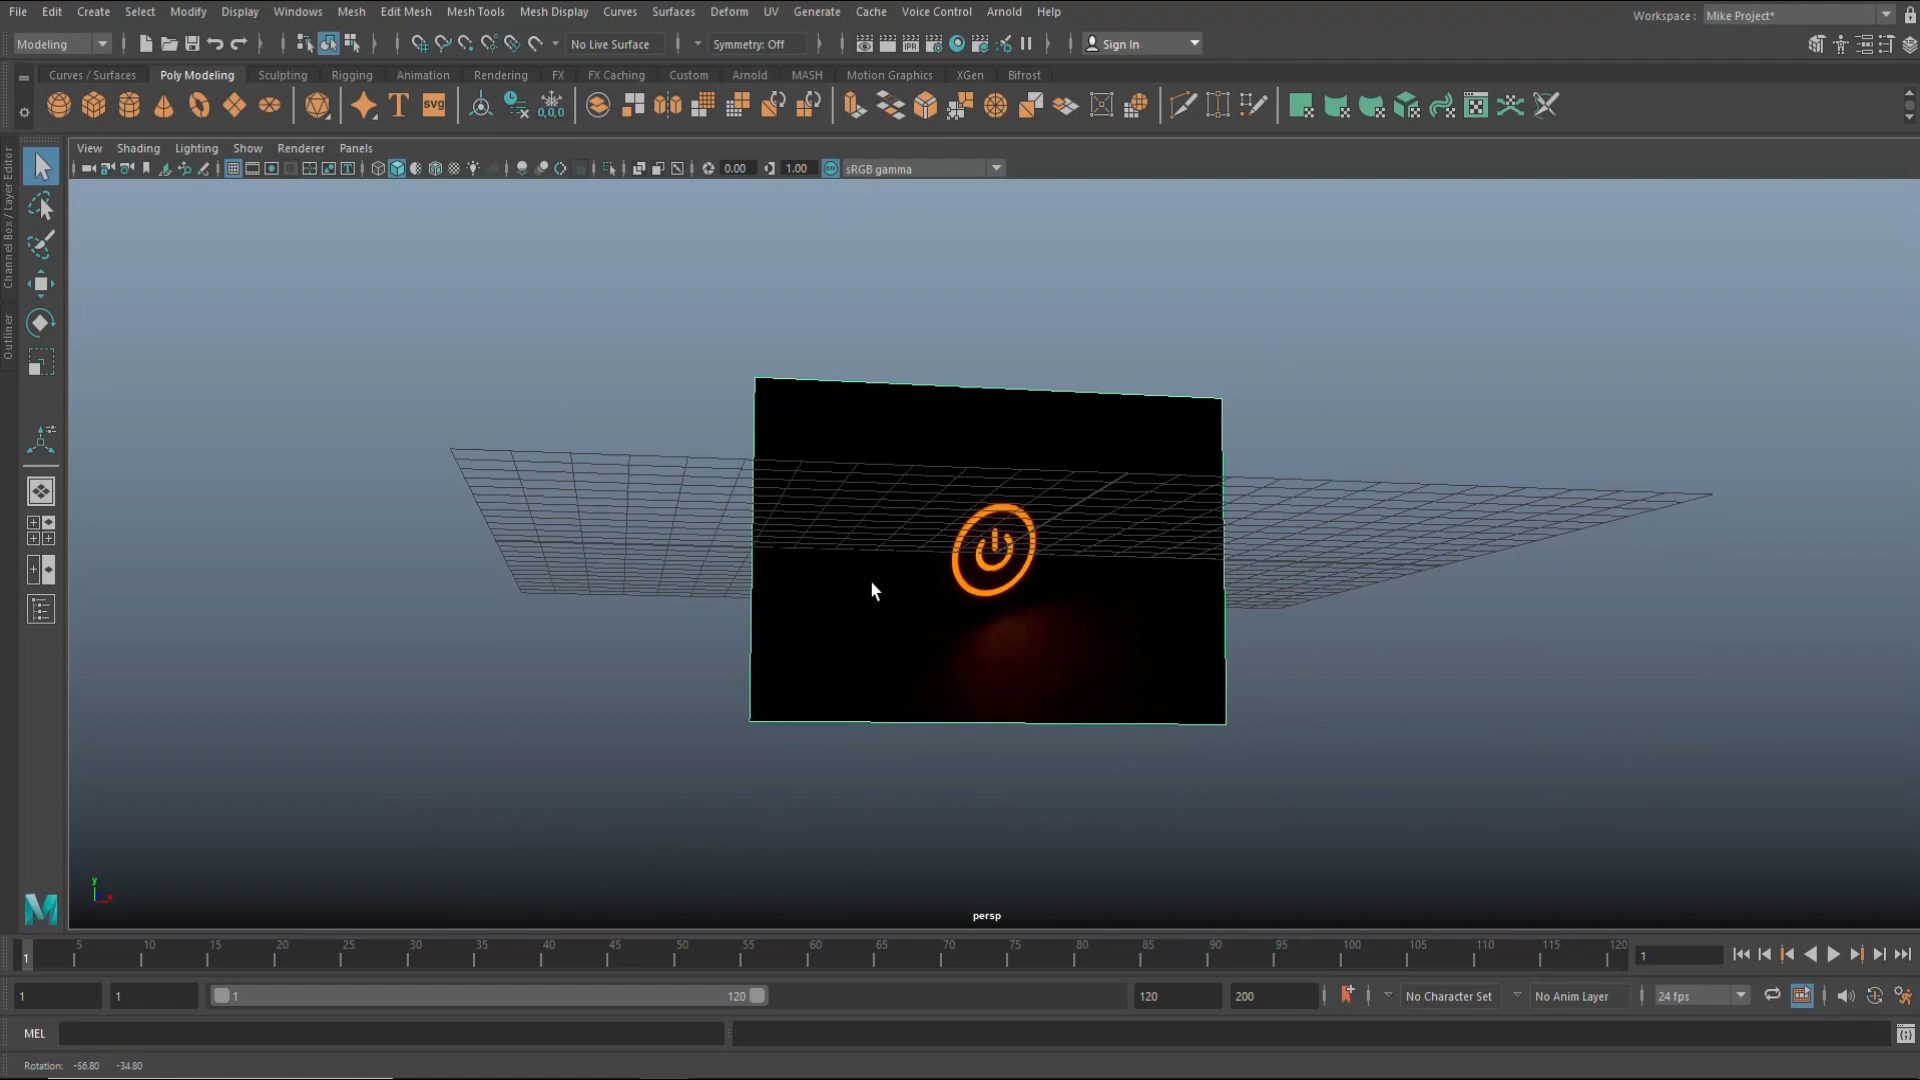 File Edit Create Select Modify Display Windows Mesh Edit Mesh Mesh Tools Mesh Display Curves Surfaces Deform UV Generate Cache Voice Control Arnold Help
Workspace : Mike Project*
Modeling No Live Surface Symmetry: Off IPR Sign In
Curves / Surfaces Poly Modeling Sculpting Rigging Animation Rendering FX FX Caching Custom Arnold MASH Motion Graphics XGen Bifrost
T svg 0,0,0
View Shading Lighting Renderer Panels
0.00 1.00 sRGB gamma
Channel Box / Layer Editor
Outliner
y
persp
M
5 10 15 20 25 30 35 40 45 50 55 60 65 70 75 80 85 90 95 100 105 110 115 120
1 1
1 1 1 120 120 200 No Character Set No Anim Layer 24 fps
MEL
Rotation: -56.80 -34.80